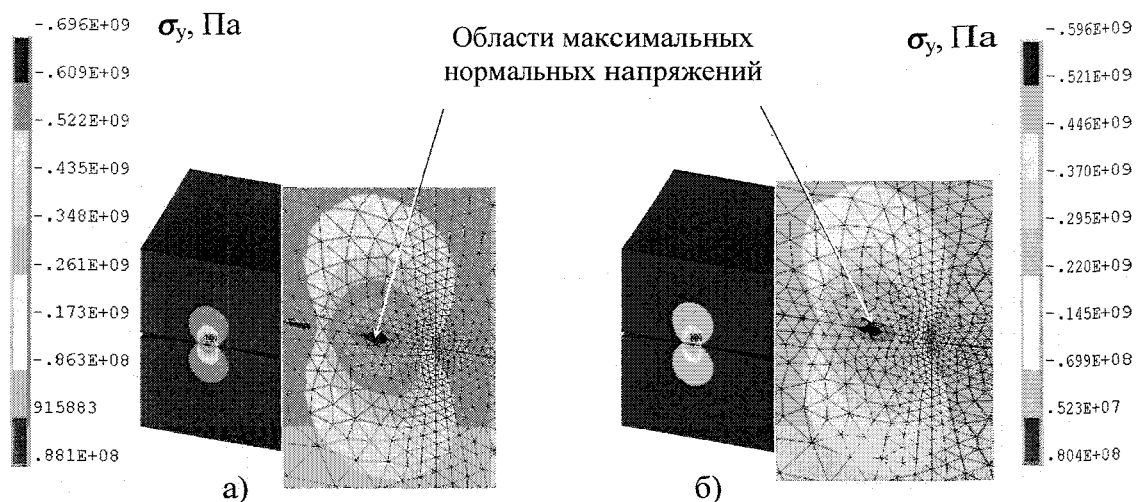 -.696E+09
σy, Па
-.609E+09
-.522E+09
-.435E+09
-.348E+09
-.261E+09
-.173E+09
-.863E+08
915883
.881E+08
Области максимальных
нормальных напряжений
σy, Па
-.596E+09
-.521E+09
-.446E+09
-.370E+09
-.295E+09
-.220E+09
-.145E+09
-.699E+08
.523E+07
.804E+08
а)
б)